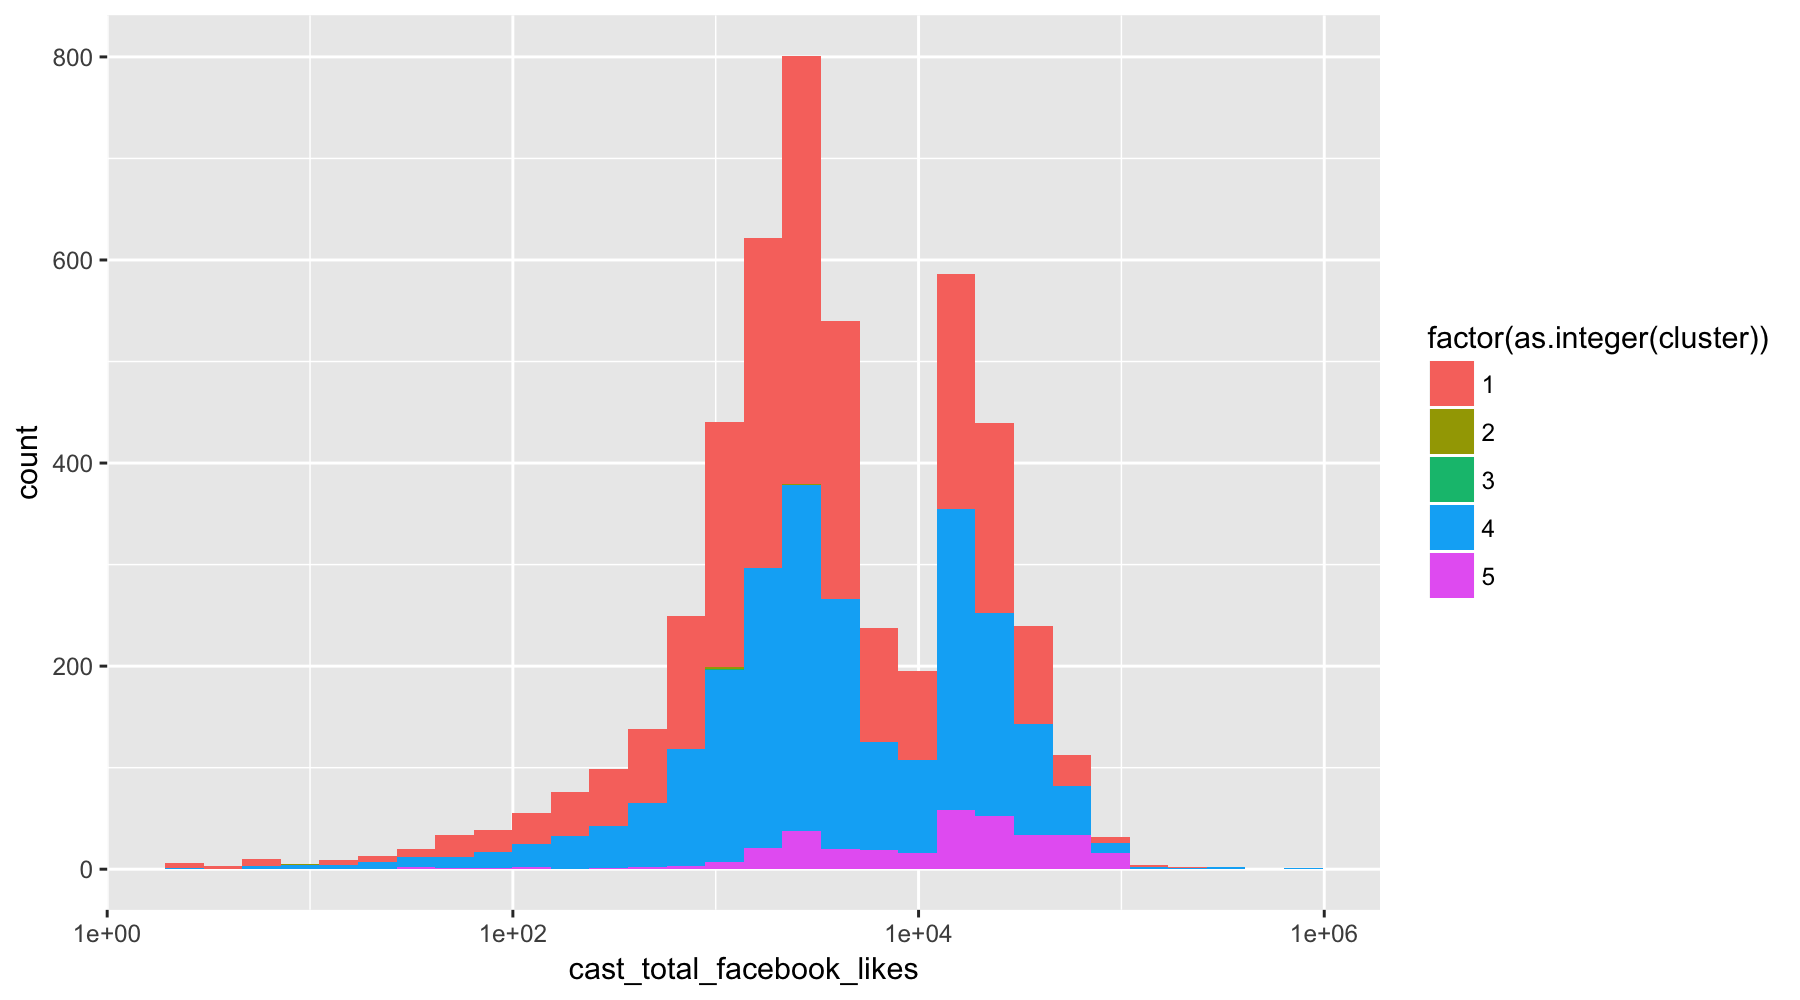 800
600
400
200
0
count
1e+00
1e+02
1e+04
1e+06
cast_total_facebook_likes
factor(as.integer(cluster))
1
2
3
4
5